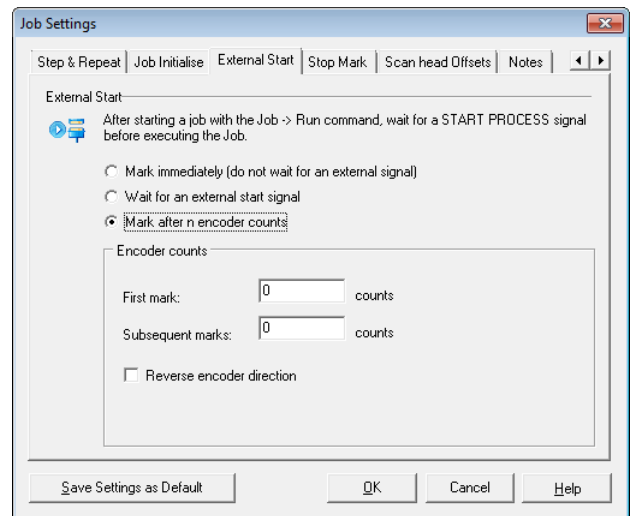 Job Settings
Step & Repeat Job Initialise External Start Stop Mark Scan head Offsets Notes
External Start
After starting a job with the Job -> Run command, wait for a START PROCESS signal
before executing the Job.
Mark immediately (do not wait for an external signal)
Wait for an external start signal
Mark after n encoder counts
Encoder counts
First mark: 0 counts
Subsequent marks: 0 counts
Reverse encoder direction
Save Settings as Default OK Cancel Help